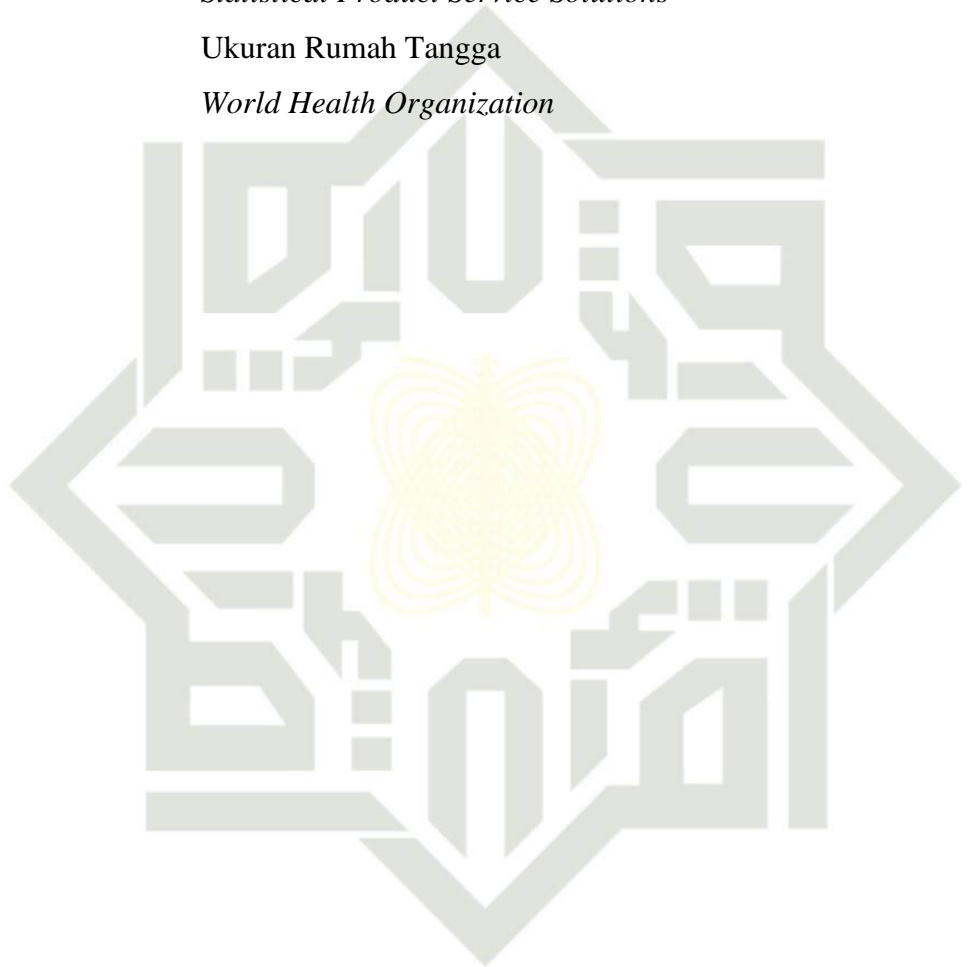 Statistical Product Service Solutions
Ukuran Rumah Tangga
World Health Organization